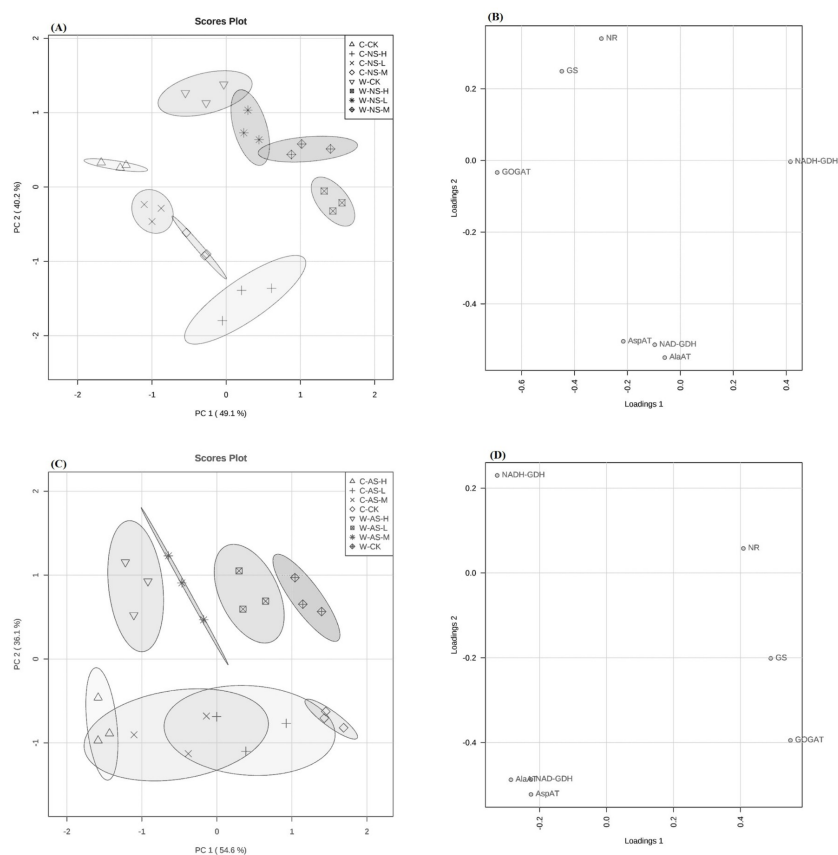 (A)
Scores Plot
C-CK
C-NS-H
C-NS-L
C-NS-M
W-CK
W-NS-H
W-NS-L
W-NS-M
2
1
0
-1
-2
PC 2 ( 40.2 %)
-2
-1
0
1
2
PC 1 ( 49.1 %)
(B)
NR
GS
NADH-GDH
GOGAT
AspAT
NAD-GDH
AlaAT
0.2
0.0
-0.2
-0.4
Loadings 2
-0.6
-0.4
-0.2
0.0
0.2
0.4
Loadings 1
(C)
Scores Plot
C-AS-H
C-AS-L
C-AS-M
C-CK
W-AS-H
W-AS-L
W-AS-M
W-CK
2
1
0
-1
PC 2 ( 36.1 %)
-2
-1
0
1
2
PC 1 ( 54.6 %)
(D)
NADH-GDH
NR
GS
GOGAT
AlaAT
NAD-GDH
AspAT
0.2
0.0
-0.2
-0.4
Loadings 2
-0.2
0.0
0.2
0.4
Loadings 1